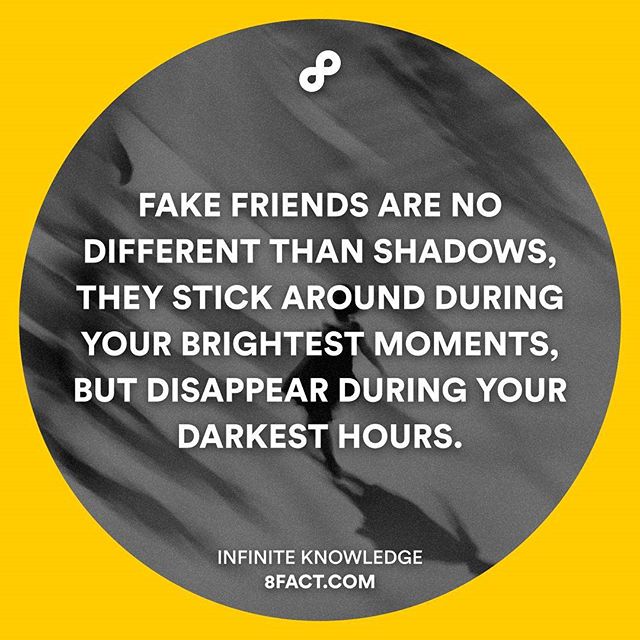 FAKE FRIENDS ARE NO
DIFFERENT THAN SHADOWS,
THEY STICK AROUND DURING
YOUR BRIGHTEST MOMENTS,
BUT DISAPPEAR DURING YOUR
DARKEST HOURS.
INFINITE KNOWLEDGE
8FACT.COM